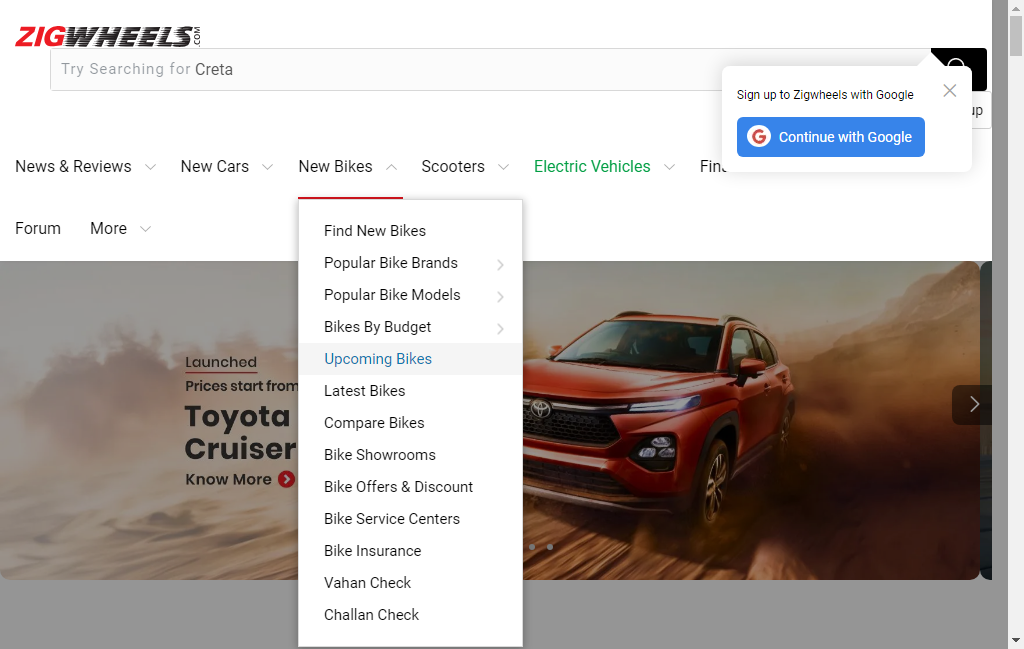 ZIGWHEELS.COM
Try Searching for Creta
Sign up to Zigwheels with Google
Continue with Google
up
News & Reviews
New Cars
New Bikes
Scooters
Electric Vehicles
Forum
More
Find New Bikes
Popular Bike Brands
Popular Bike Models
Bikes By Budget
Upcoming Bikes
Latest Bikes
Compare Bikes
Bike Showrooms
Bike Offers & Discount
Bike Service Centers
Bike Insurance
Vahan Check
Challan Check
Launched
Prices start from
Toyota
Cruiser
Know More